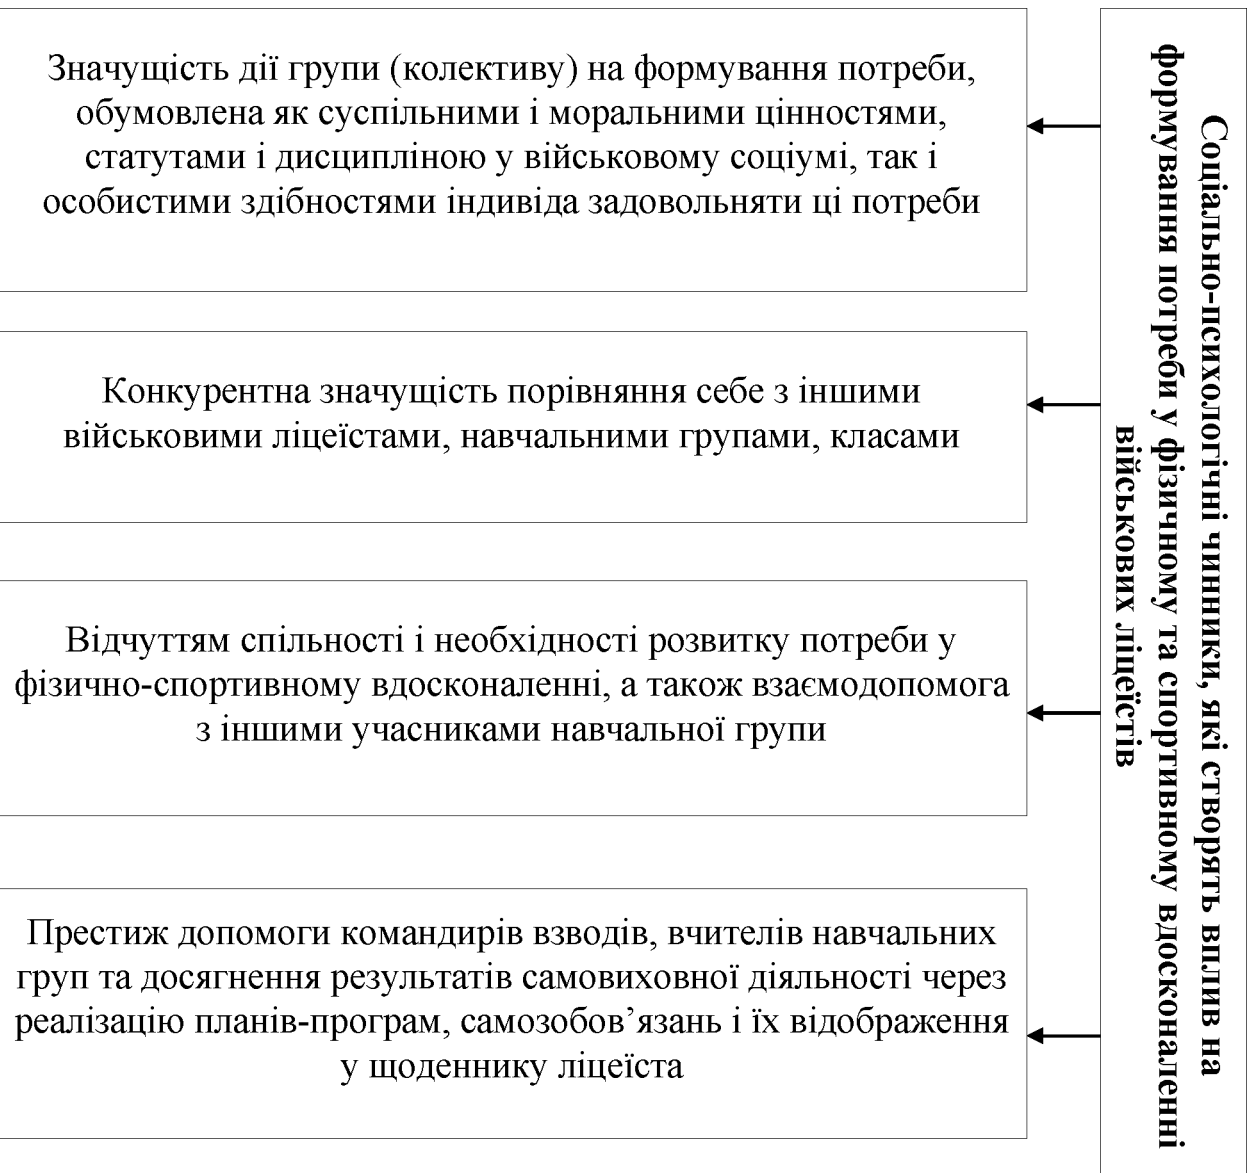 Значущість дії групи (колективу) на формування потреби,
обумовлена як суспільними і моральними цінностями,
статутами і дисципліною у військовому соціумі, так і
особистими здібностями індивіда задовольняти ці потреби
Конкурентна значущість порівняння себе з іншими
військовими ліцеїстами, навчальними групами, класами
Відчуттям спільності і необхідності розвитку потреби у
фізично-спортивному вдосконаленні, а також взаємодопомога
з іншими учасниками навчальної групи
Престиж допомоги командирів взводів, вчителів навчальних
груп та досягнення результатів самовиховної діяльності через
реалізацію планів-програм, самозобов’язань і їх відображення
у щоденнику ліцеїста
Соціально-психологічні чинники, які створять вплив на
формування потреби у фізичному та спортивному вдосконаленні
військових ліцеїстів